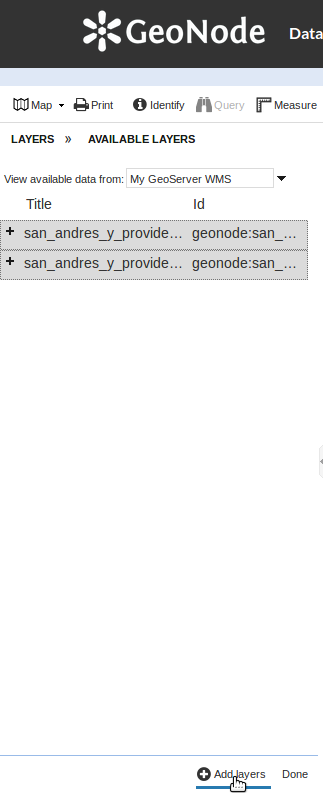 GeoNode Data
Map Print Identify Query Measure
LAYERS » AVAILABLE LAYERS
View available data from: My GeoServer WMS
Title Id
san_andres_y_provide... geonode:san_...
san_andres_y_provide... geonode:san_...
Add layers Done